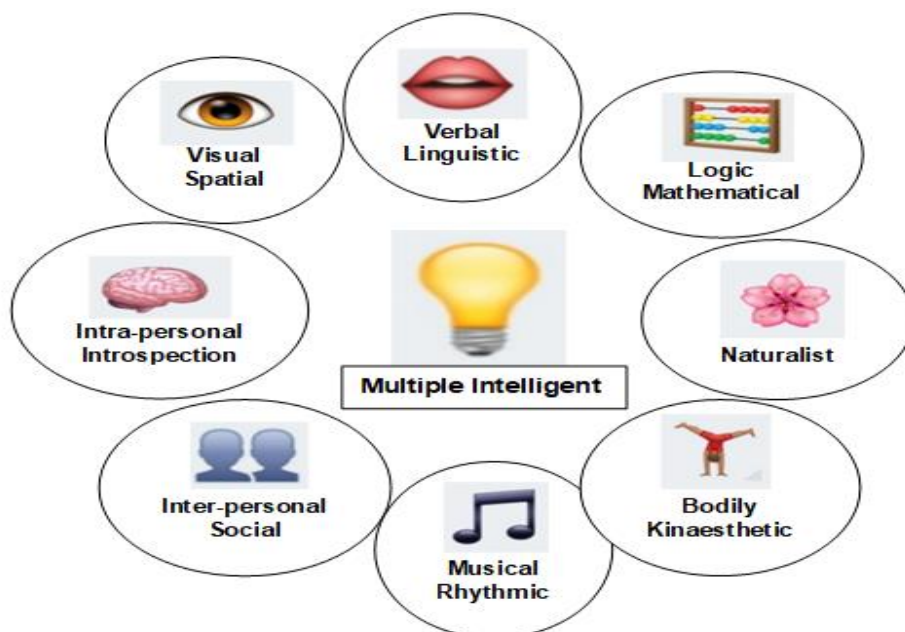 Verbal
Linguistic
Visual
Spatial
Logic
Mathematical
Intra-personal
Introspection
Naturalist
Multiple Intelligent
Inter-personal
Social
Bodily
Kinaesthetic
Musical
Rhythmic